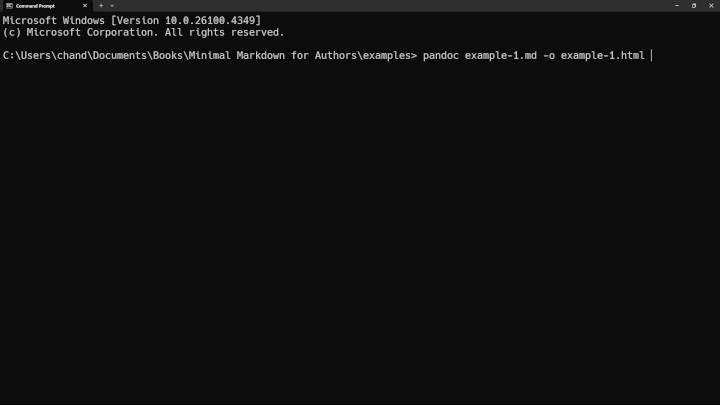 Command Prompt
Microsoft Windows [Version 10.0.26100.4349]
(c) Microsoft Corporation. All rights reserved.
C:\Users\chand\Documents\Books\Minimal Markdown for Authors\examples> pandoc example-1.md -o example-1.html